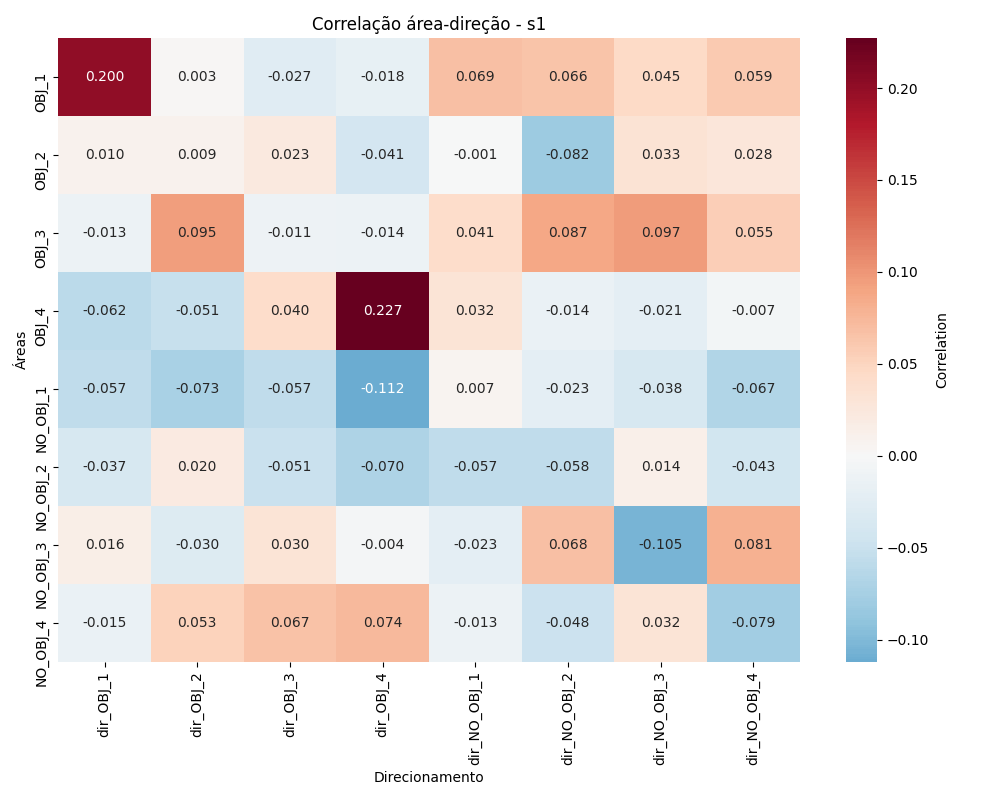 Correlação área-direção - s1
OBJ_1 0.200 0.003 -0.027 -0.018 0.069 0.066 0.045 0.059
OBJ_2 0.010 0.009 0.023 -0.041 -0.001 -0.082 0.033 0.028
OBJ_3 -0.013 0.095 -0.011 -0.014 0.041 0.087 0.097 0.055
OBJ_4 -0.062 -0.051 0.040 0.227 0.032 -0.014 -0.021 -0.007
NO_OBJ_1 -0.057 -0.073 -0.057 -0.112 0.007 -0.023 -0.038 -0.067
NO_OBJ_2 -0.037 0.020 -0.051 -0.070 -0.057 -0.058 0.014 -0.043
NO_OBJ_3 0.016 -0.030 0.030 -0.004 -0.023 0.068 -0.105 0.081
NO_OBJ_4 -0.015 0.053 0.067 0.074 -0.013 -0.048 0.032 -0.079
Áreas
dir_OBJ_1 dir_OBJ_2 dir_OBJ_3 dir_OBJ_4 dir_NO_OBJ_1 dir_NO_OBJ_2 dir_NO_OBJ_3 dir_NO_OBJ_4
Direcionamento
0.20
0.15
0.10
0.05
0.00
−0.05
−0.10
Correlation